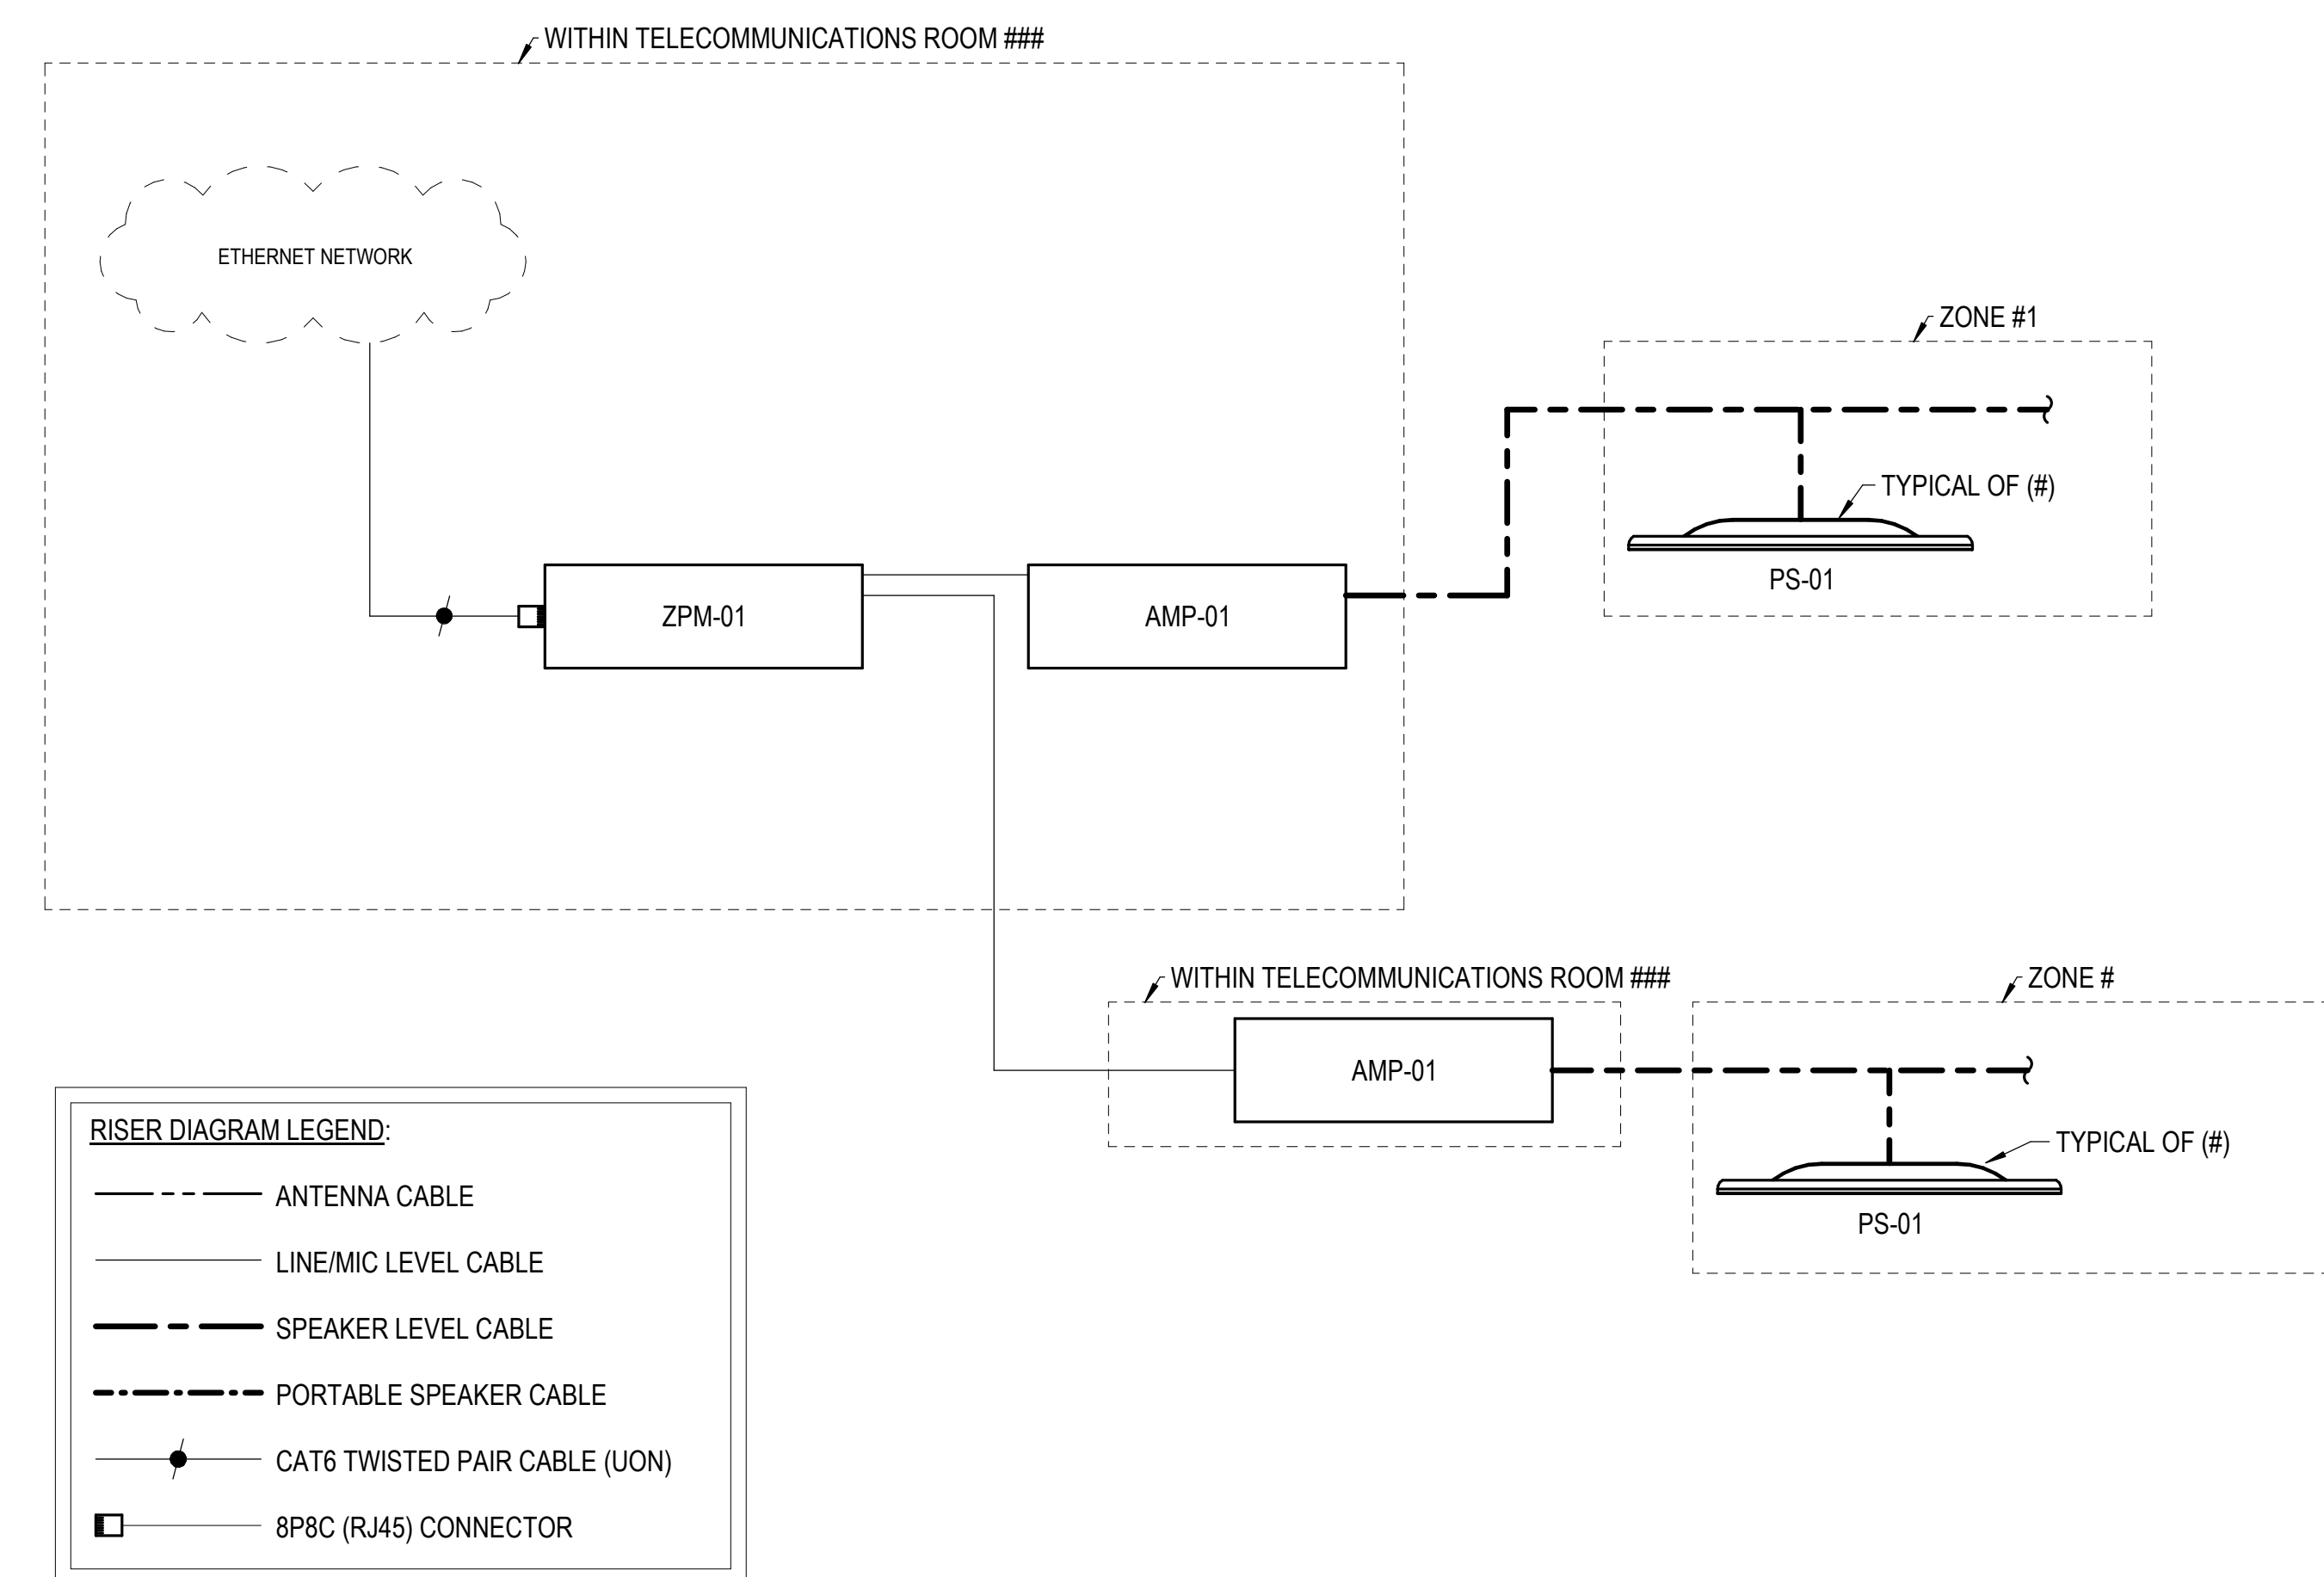 WITHIN TELECOMMUNICATIONS ROOM ###
ETHERNET NETWORK
ZONE #1
TYPICAL OF (#)
PS-01
ZPM-01
AMP-01
WITHIN TELECOMMUNICATIONS ROOM ###
ZONE #
AMP-01
TYPICAL OF (#)
PS-01
RISER DIAGRAM LEGEND:
ANTENNA CABLE
LINE/MIC LEVEL CABLE
SPEAKER LEVEL CABLE
PORTABLE SPEAKER CABLE
CAT6 TWISTED PAIR CABLE (UON)
8P8C (RJ45) CONNECTOR